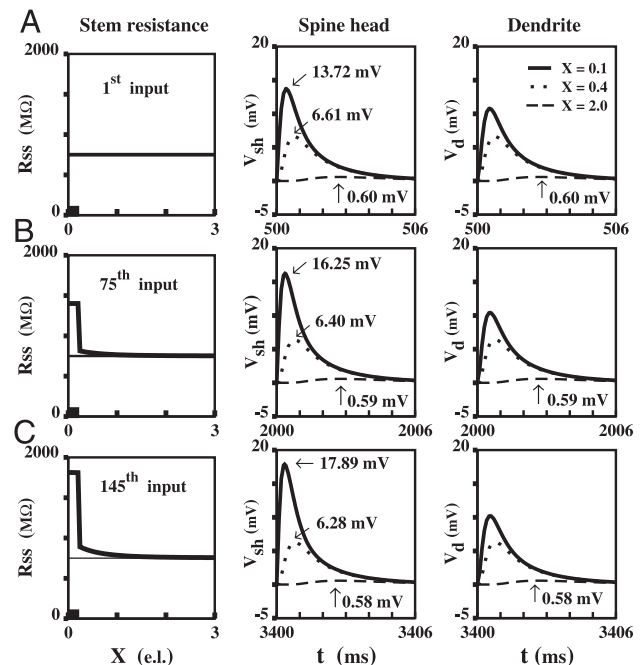 A
Stem resistance
Spine head
Dendrite
2000
Rss (MΩ)
0
0
3
1st input
20
Vsh (mV)
-5
500
506
13.72 mV
6.61 mV
0.60 mV
20
Vd (mV)
-5
500
506
X = 0.1
X = 0.4
X = 2.0
0.60 mV
B
2000
Rss (MΩ)
0
0
3
75th input
20
Vsh (mV)
-5
2000
2006
16.25 mV
6.40 mV
0.59 mV
20
Vd (mV)
-5
2000
2006
0.59 mV
C
2000
Rss (MΩ)
0
0
3
145th input
X (e.l.)
20
Vsh (mV)
-5
3400
3406
17.89 mV
6.28 mV
0.58 mV
t (ms)
20
Vd (mV)
-5
3400
3406
0.58 mV
t (ms)